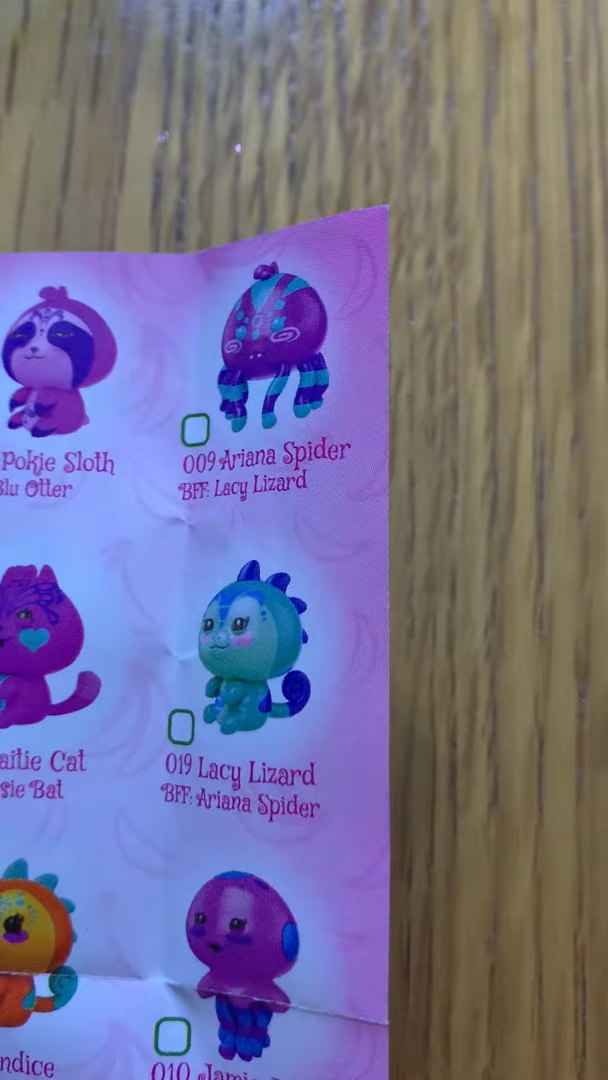 Pokie Sloth
Blu Otter
009 Ariana Spider
BFF: Lacy Lizard
Cat
Bat
019 Lacy Lizard
BFF: Ariana Spider
010 Jamie